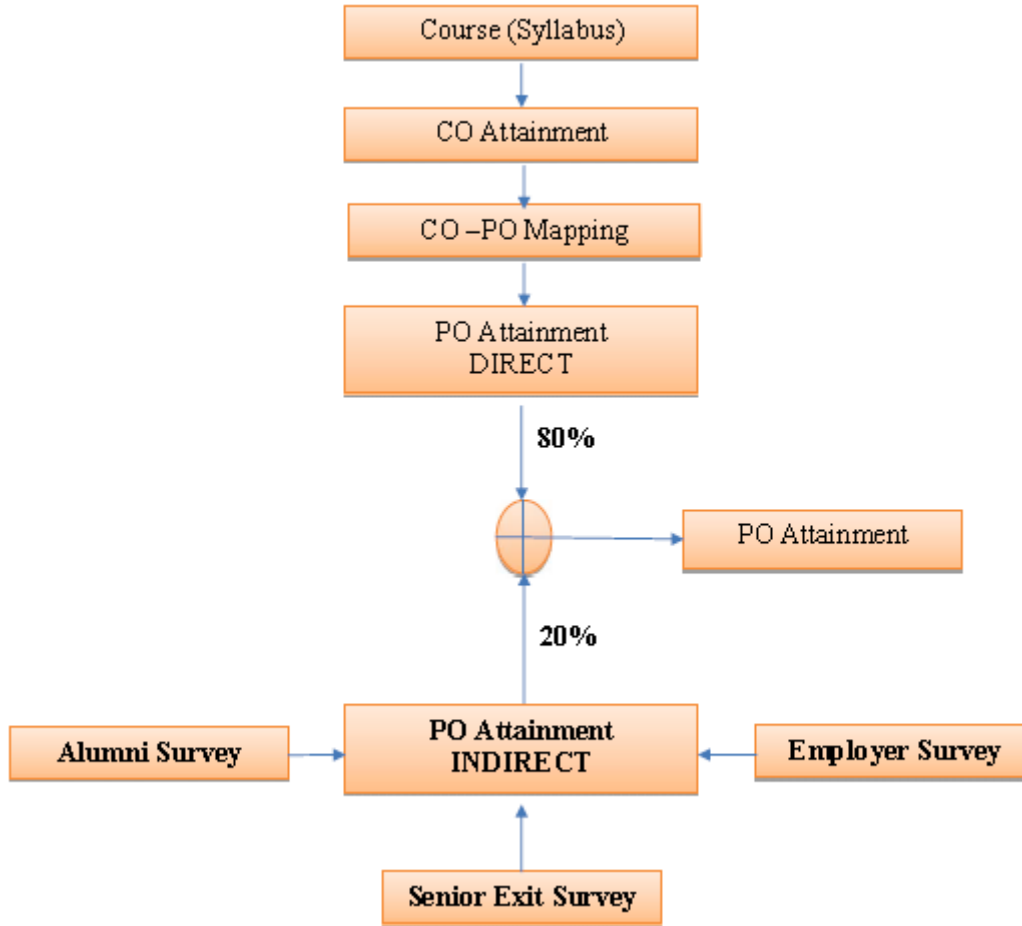 Course (Syllabus)
CO Attainment
CO –PO Mapping
PO Attainment
DIRECT
80%
PO Attainment
20%
Alumni Survey
PO Attainment
INDIRECT
Employer Survey
Senior Exit Survey